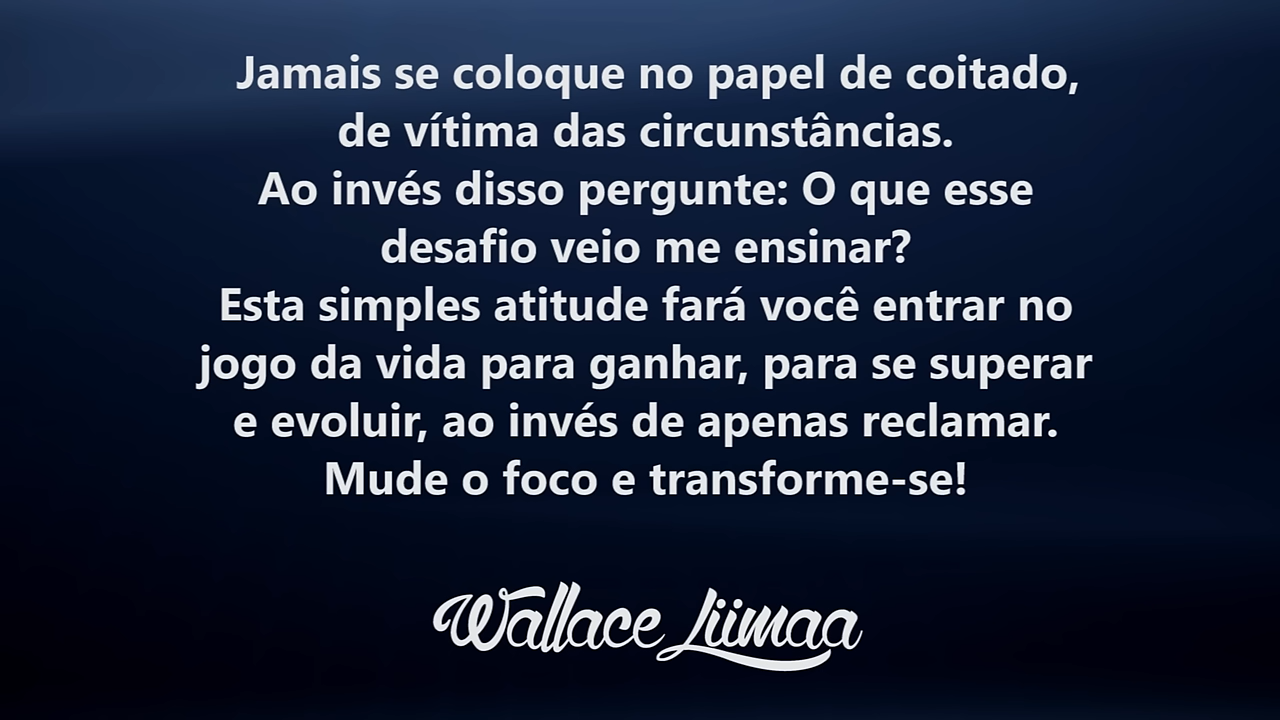 Jamais se coloque no papel de coitado,
de vítima das circunstâncias.
Ao invés disso pergunte: O que esse
desafio veio me ensinar?
Esta simples atitude fará você entrar no
jogo da vida para ganhar, para se superar
e evoluir, ao invés de apenas reclamar.
Mude o foco e transforme-se!
Wallace Liimaa